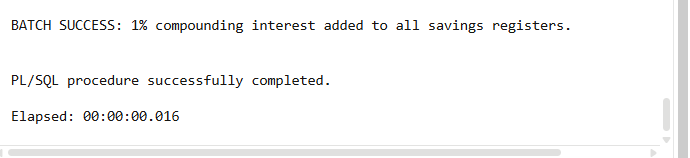 BATCH SUCCESS: 1% compounding interest added to all savings registers.
PL/SQL procedure successfully completed.
Elapsed: 00:00:00.016